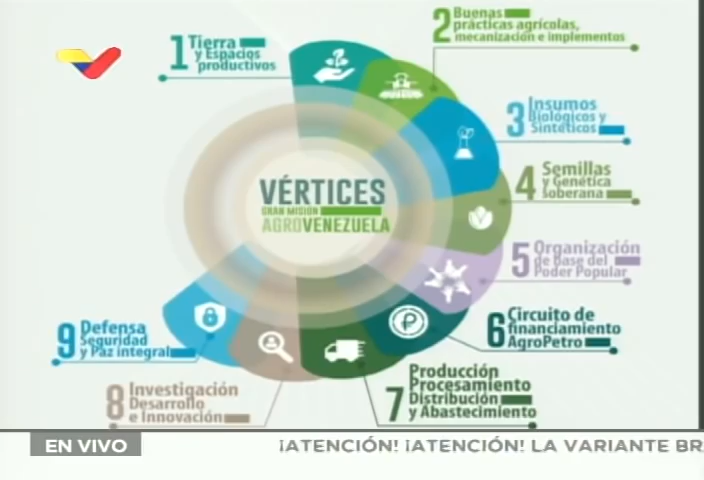 1 Tierra
y Espacios
productivos
2 Buenas
prácticas agrícolas,
mecanización e implementos
3 Insumos
Biológicos y
Sintéticos
4 Semillas
y Genética
soberana
5 Organización
de Base del
Poder Popular
6 Circuito de
financiamiento
AgroPetro
7 Producción
Procesamiento
Distribución
y Abastecimiento
8 Investigación
Desarrollo
e Innovación
9 Defensa
Seguridad
y Paz integral
VÉRTICES
GRAN MISIÓN
AGROVENEZUELA
EN VIVO
¡ATENCIÓN! ¡ATENCIÓN! LA VARIANTE BR